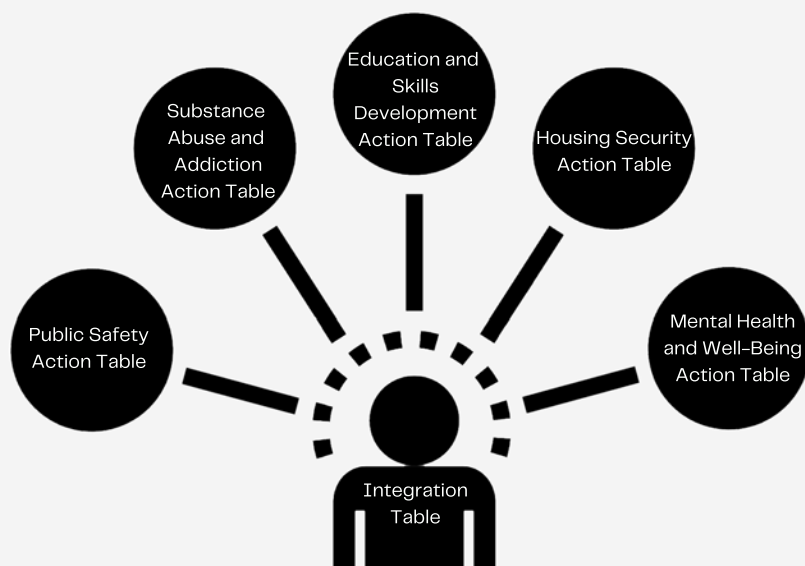 Education and
Skills
Development
Action Table
Substance
Abuse and
Addiction
Action Table
Housing Security
Action Table
Public Safety
Action Table
Mental Health
and Well-Being
Action Table
Integration
Table